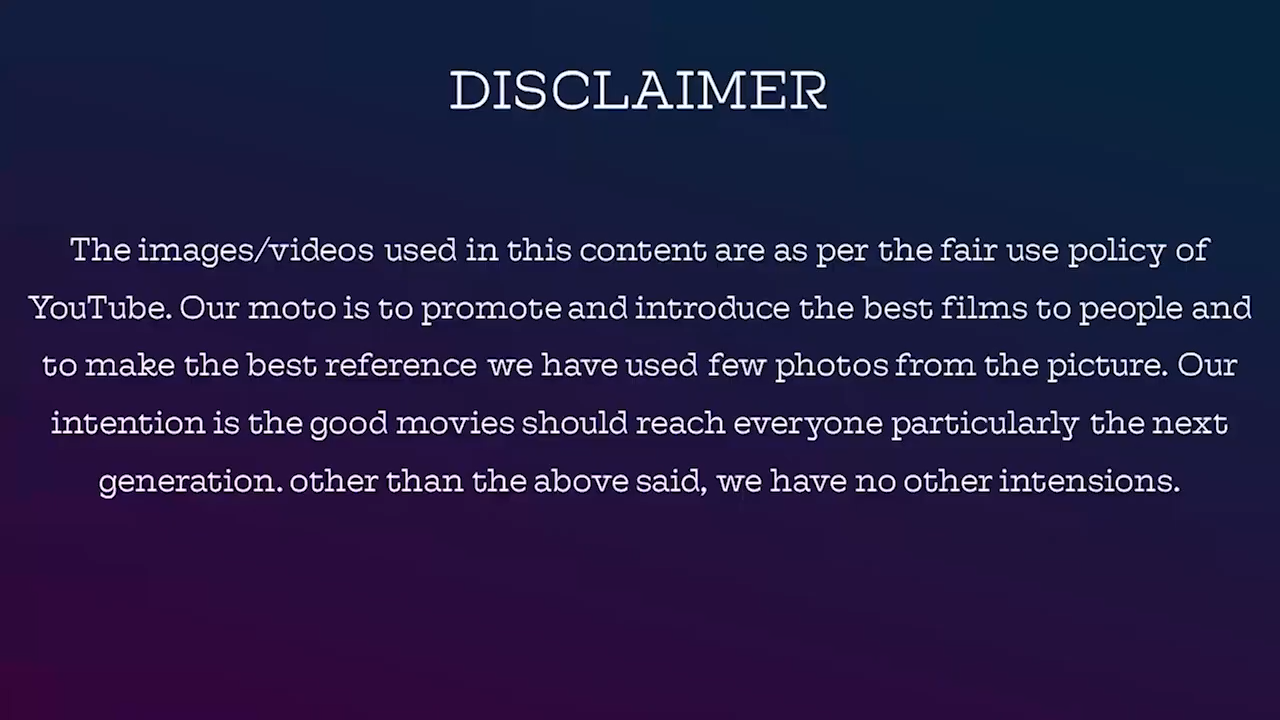 DISCLAIMER
The images/videos used in this content are as per the fair use policy of
YouTube. Our moto is to promote and introduce the best films to people and
to make the best reference we have used few photos from the picture. Our
intention is the good movies should reach everyone particularly the next
generation. other than the above said, we have no other intensions.